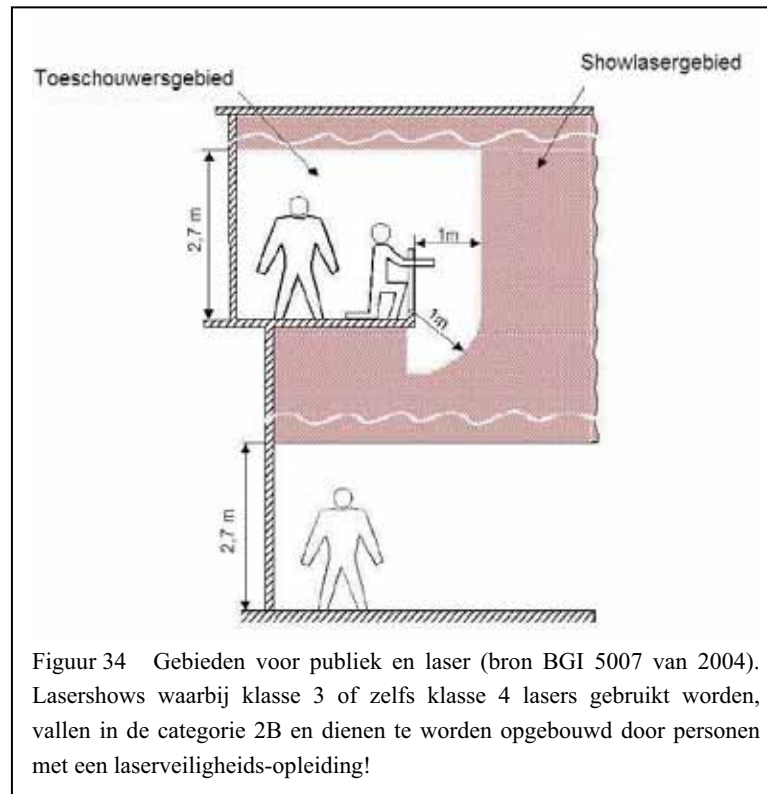 Toeschouwersgebied
Showlasergebied
2,7 m
1m
1m
2,7 m
Figuur 34 Gebieden voor publiek en laser (bron BGI 5007 van 2004).
Lasershows waarbij klasse 3 of zelfs klasse 4 lasers gebruikt worden,
vallen in de categorie 2B en dienen te worden opgebouwd door personen
met een laserveiligheids-opleiding!